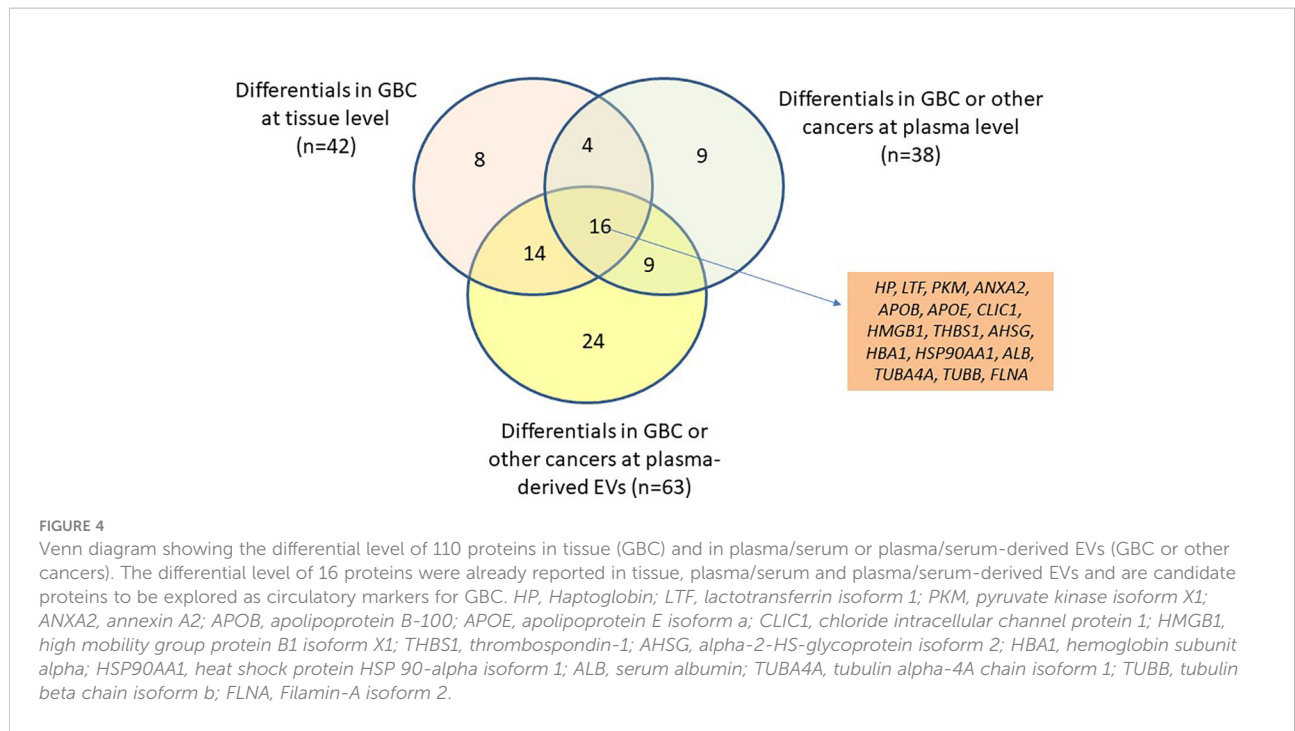 Differentials in GBC
at tissue level
(n=42)
Differentials in GBC or other
cancers at plasma level
(n=38)
8
4
9
16
14
9
24
HP, LTF, PKM, ANXA2,
APOB, APOE, CLIC1,
HMGB1, THBS1, AHSG,
HBA1, HSP90AA1, ALB,
TUBA4A, TUBB, FLNA
Differentials in GBC or
other cancers at plasma-
derived EVs (n=63)
FIGURE 4
Venn diagram showing the differential level of 110 proteins in tissue (GBC) and in plasma/serum or plasma/serum-derived EVs (GBC or other
cancers). The differential level of 16 proteins were already reported in tissue, plasma/serum and plasma/serum-derived EVs and are candidate
proteins to be explored as circulatory markers for GBC. HP, Haptoglobin; LTF, lactotransferrin isoform 1; PKM, pyruvate kinase isoform X1;
ANXA2, annexin A2; APOB, apolipoprotein B-100; APOE, apolipoprotein E isoform a; CLIC1, chloride intracellular channel protein 1; HMGB1,
high mobility group protein B1 isoform X1; THBS1, thrombospondin-1; AHSG, alpha-2-HS-glycoprotein isoform 2; HBA1, hemoglobin subunit
alpha; HSP90AA1, heat shock protein HSP 90-alpha isoform 1; ALB, serum albumin; TUBA4A, tubulin alpha-4A chain isoform 1; TUBB, tubulin
beta chain isoform b; FLNA, Filamin-A isoform 2.